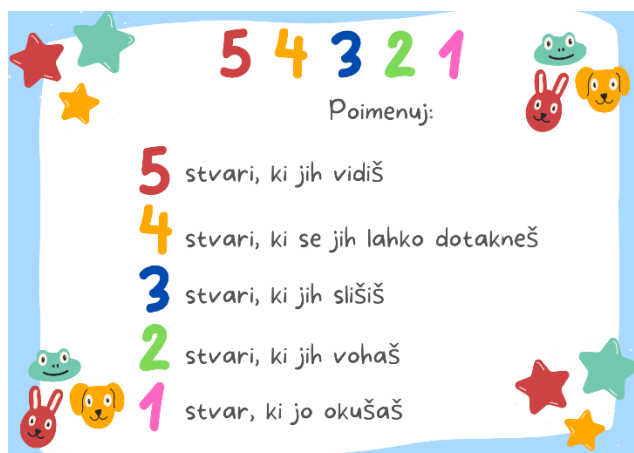 5 4 3 2 1
Poimenuj:
5 stvari, ki jih vidiš
4 stvari, ki se jih lahko dotakneš
3 stvari, ki jih slišiš
2 stvari, ki jih vohaš
1 stvar, ki jo okušaš